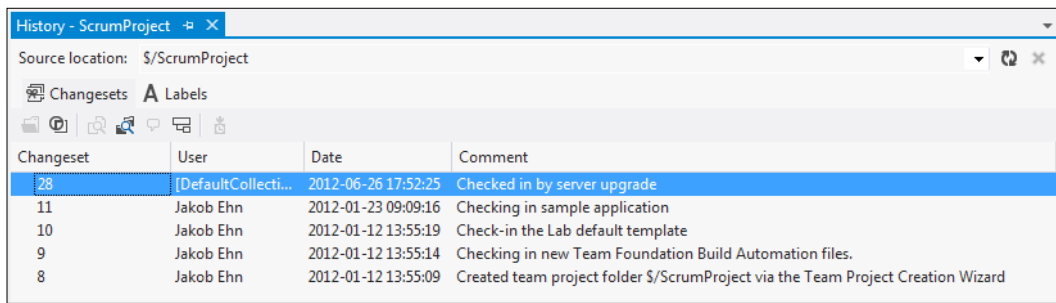 History - ScrumProject
Source location: $/ScrumProject
Changesets Labels
Changeset User Date Comment
28 [DefaultCollecti... 2012-06-26 17:52:25 Checked in by server upgrade
11 Jakob Ehn 2012-01-23 09:09:16 Checking in sample application
10 Jakob Ehn 2012-01-12 13:55:19 Check-in the Lab default template
9 Jakob Ehn 2012-01-12 13:55:14 Checking in new Team Foundation Build Automation files.
8 Jakob Ehn 2012-01-12 13:55:09 Created team project folder $/ScrumProject via the Team Project Creation Wizard